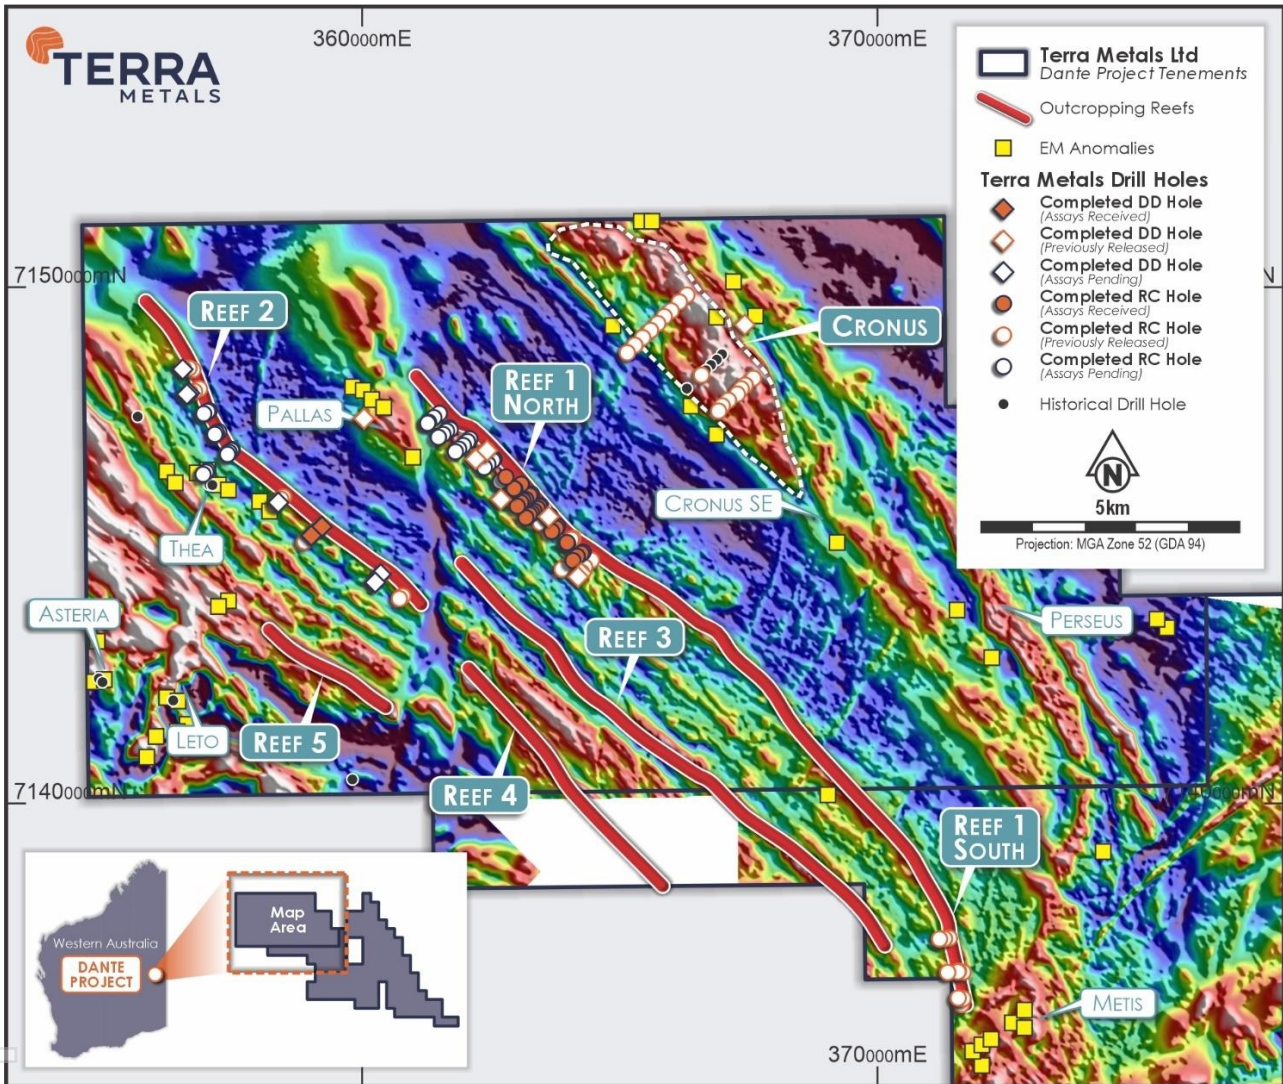 TERRA
METALS
360000mE
370000mE
Terra Metals Ltd
Dante Project Tenements
Outcropping Reefs
EM Anomalies
Terra Metals Drill Holes
Completed DD Hole
(Assays Received)
Completed DD Hole
(Previously Released)
Completed DD Hole
(Assays Pending)
Completed RC Hole
(Assays Received)
Completed RC Hole
(Previously Released)
Completed RC Hole
(Assays Pending)
Historical Drill Hole
N
5km
Projection: MGA Zone 52 (GDA 94)
7150000mN
N
REEF 2
CRONUS
REEF 1
NORTH
PALLAS
CRONUS SE
THEA
ASTERIA
PERSEUS
REEF 3
LETO
REEF 5
REEF 4
7140000mN
REEF 1
SOUTH
METIS
Map
Area
Western Australia
DANTE
PROJECT
370000mE